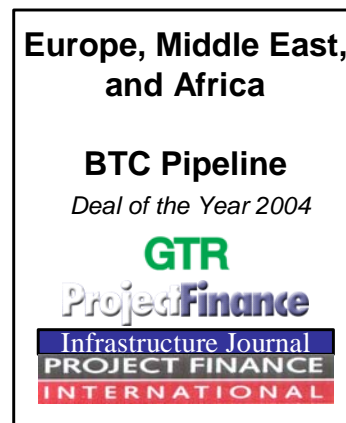 Europe, Middle East,
and Africa
BTC Pipeline
Deal of the Year 2004
GTR
ProjectFinance
Infrastructure Journal
PROJECT FINANCE
INTERNATIONAL